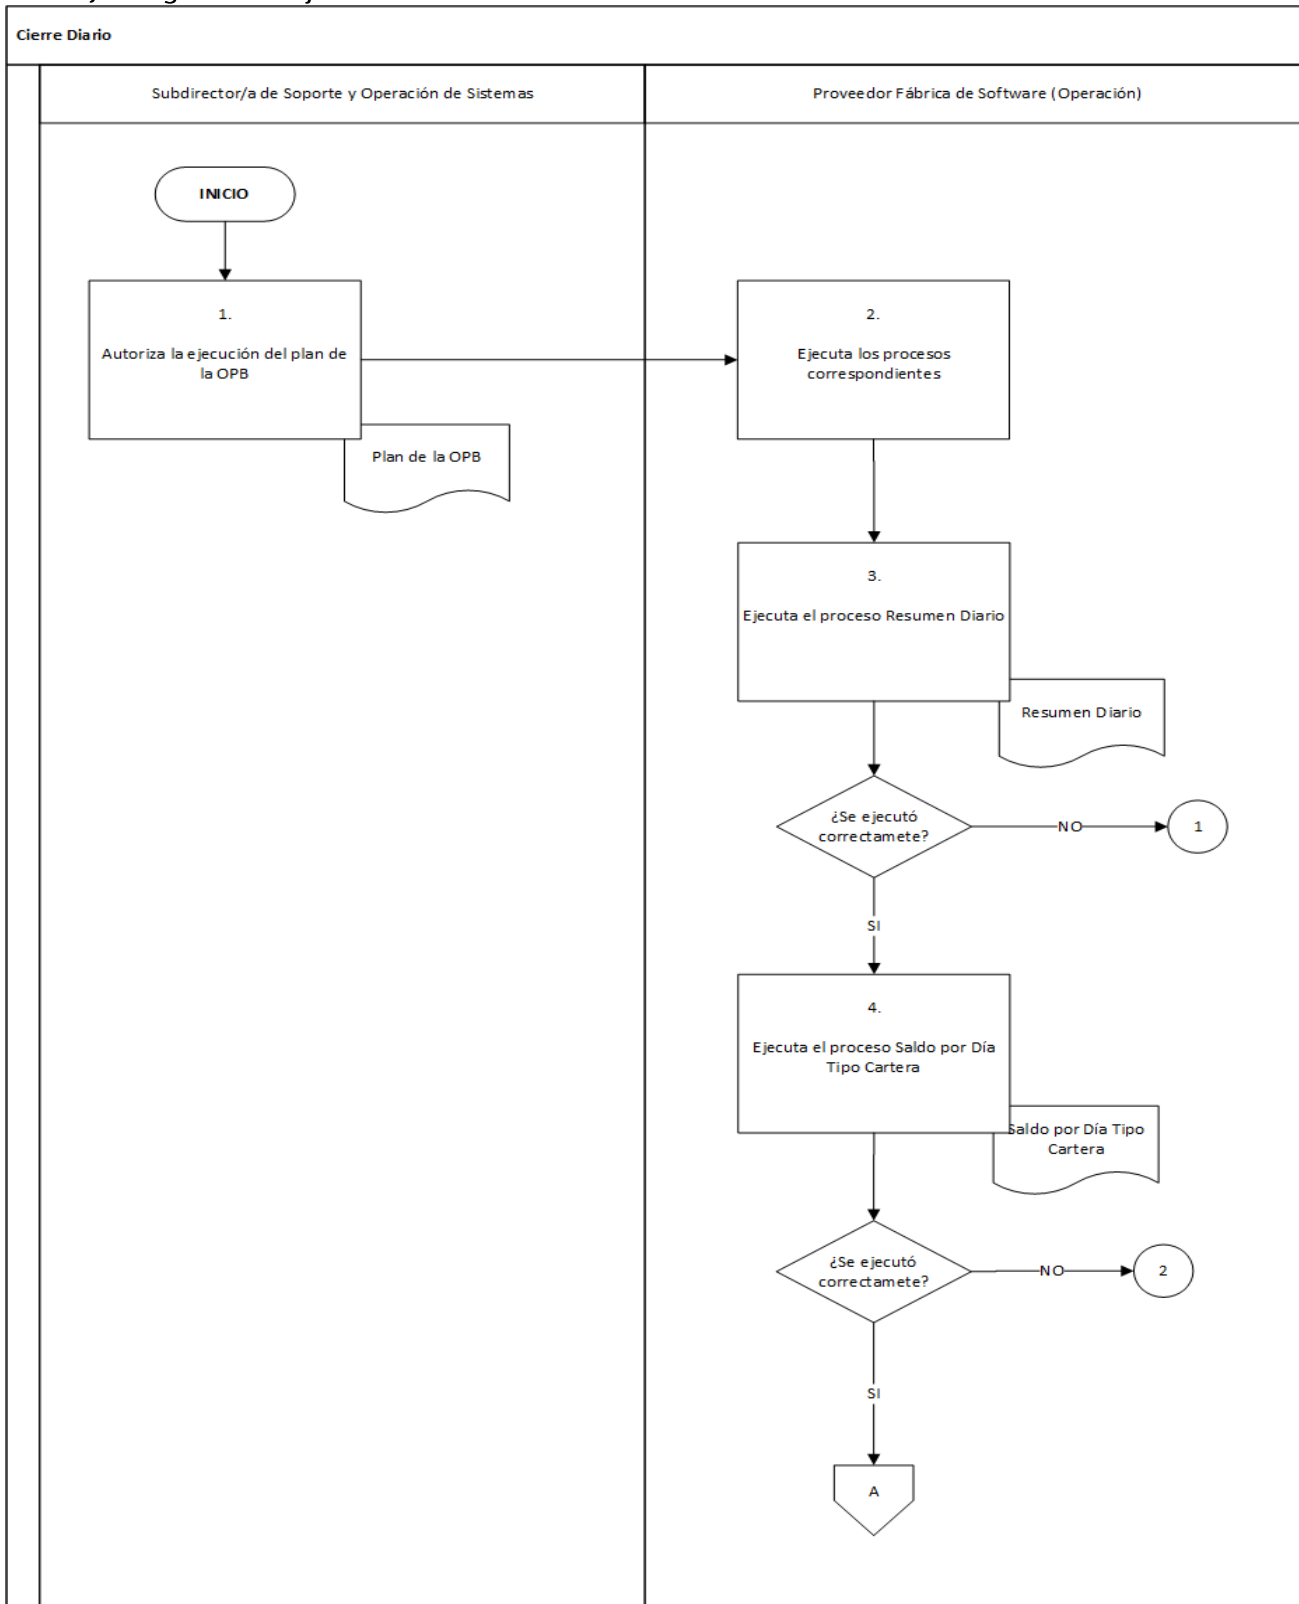 Cierre Diario
Subdirector/a de Soporte y Operación de Sistemas
Proveedor Fábrica de Software (Operación)
INICIO
1.
Autoriza la ejecución del plan de
la OPB
Plan de la OPB
2.
Ejecuta los procesos
correspondientes
3.
Ejecuta el proceso Resumen Diario
Resumen Diario
¿Se ejecutó
correctamete?
NO
1
SI
4.
Ejecuta el proceso Saldo por Día
Tipo Cartera
Saldo por Día Tipo
Cartera
¿Se ejecutó
correctamete?
NO
2
SI
A